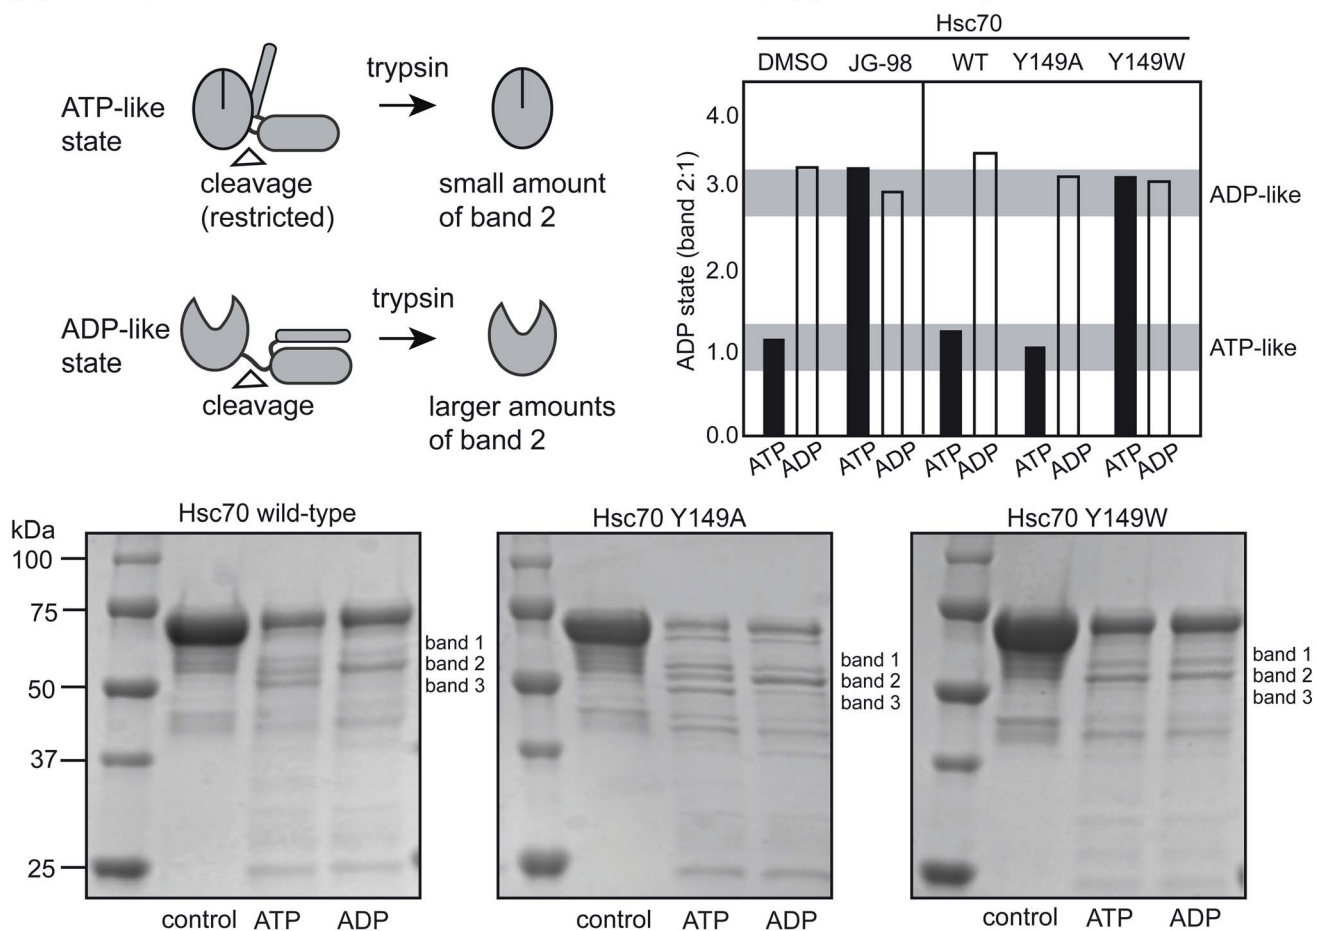 ATP-like
state
trypsin
cleavage
(restricted)
small amount
of band 2
ADP-like
state
trypsin
cleavage
larger amounts
of band 2
Hsc70
DMSO JG-98 WT Y149A Y149W
ADP state (band 2:1)
4.0
3.0
2.0
1.0
0.0
ADP-like
ATP-like
ATP ADP ATP ADP ATP ADP ATP ADP ATP ADP
kDa
100
75
50
37
25
Hsc70 wild-type
band 1
band 2
band 3
control ATP ADP
Hsc70 Y149A
band 1
band 2
band 3
control ATP ADP
Hsc70 Y149W
band 1
band 2
band 3
control ATP ADP